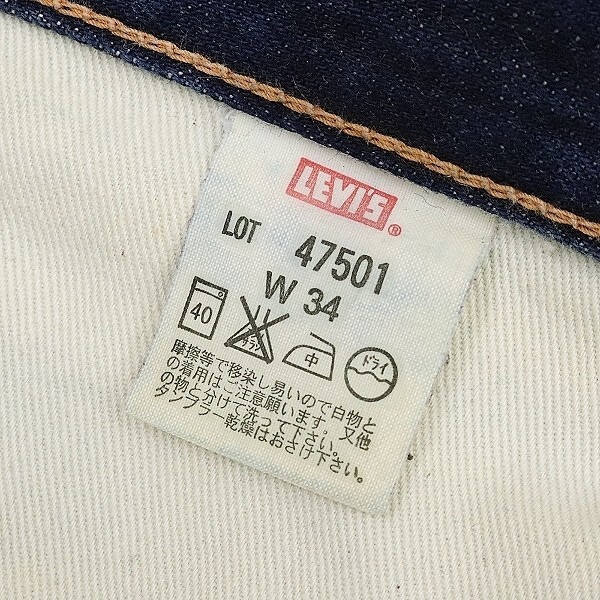 LEVI'S®
LOT 47501
W 34
40 サラシ 中 ドライ
摩擦等で移染し易いので白物と
の着用はご注意願います。又他
の物と分けて洗って下さい。
タンブラー乾燥はおさけ下さい。